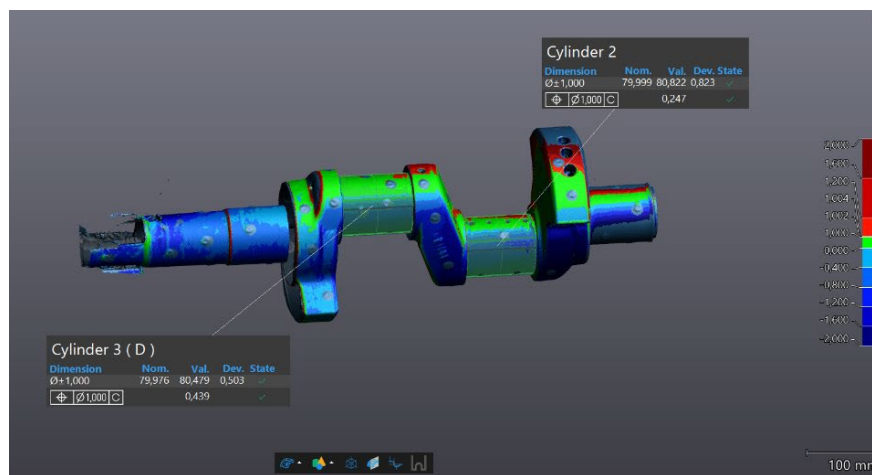 Cylinder 2
Dimension Nom. Val. Dev. State
Ø±1,000 79,999 80,822 0,823 ✓
⌖ Ø1,000 C 0,247 ✓
2,000
1,600
1,200
1,004
1,002
1,000
0,000
-0,400
-0,800
-1,200
-1,600
-2,000
Cylinder 3 ( D )
Dimension Nom. Val. Dev. State
Ø±1,000 79,976 80,479 0,503 ✓
⌖ Ø1,000 C 0,439 ✓
100 mm